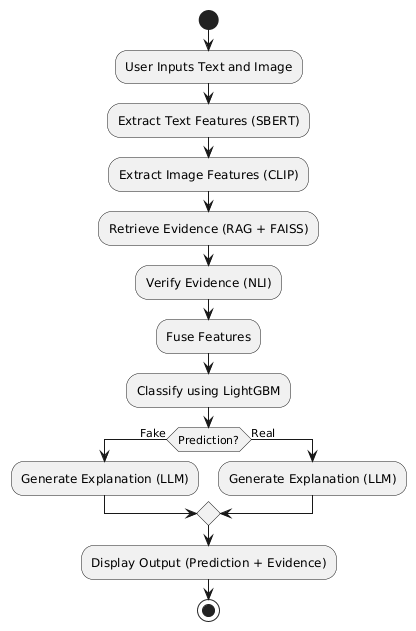 User Inputs Text and Image
Extract Text Features (SBERT)
Extract Image Features (CLIP)
Retrieve Evidence (RAG + FAISS)
Verify Evidence (NLI)
Fuse Features
Classify using LightGBM
Fake
Prediction?
Real
Generate Explanation (LLM)
Generate Explanation (LLM)
Display Output (Prediction + Evidence)